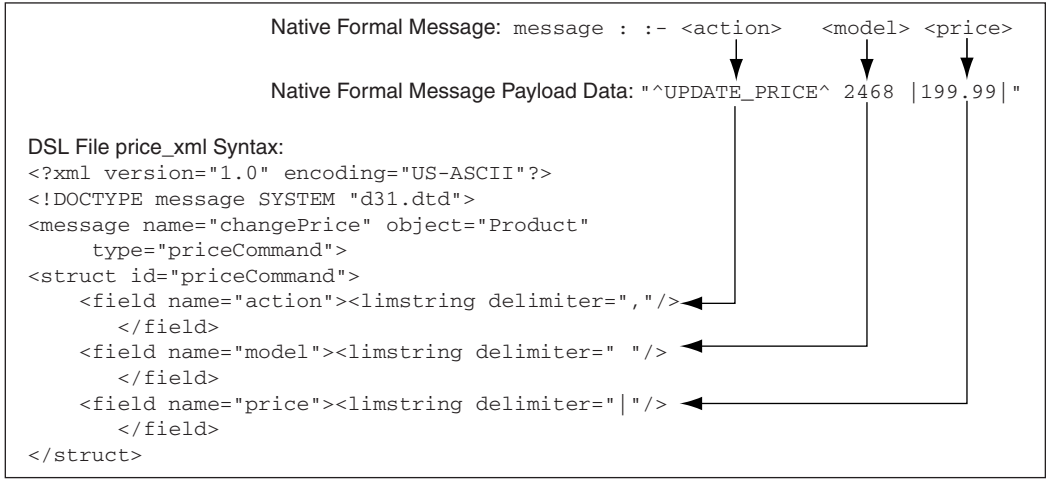 Native Formal Message: message : :- <action> <model> <price>
Native Formal Message Payload Data: "^UPDATE_PRICE^ 2468 |199.99|"
DSL File price_xml Syntax:
<?xml version="1.0" encoding="US-ASCII"?>
<!DOCTYPE message SYSTEM "d31.dtd">
<message name="changePrice" object="Product"
type="priceCommand">
<struct id="priceCommand">
<field name="action"><limstring delimiter=","/>
</field>
<field name="model"><limstring delimiter=" "/>
</field>
<field name="price"><limstring delimiter="|"/>
</field>
</struct>